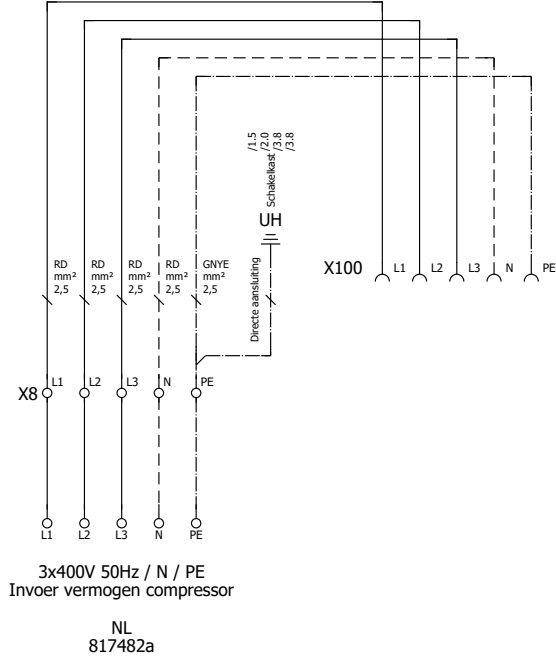 /1.5
/2.0
/3.8
/3.8
Schakelkast
UH
Directe aansluiting
X100
L1
L2
L3
N
PE
RD
mm²
2,5
RD
mm²
2,5
RD
mm²
2,5
RD
mm²
2,5
GNYE
mm²
2,5
X8
L1
L2
L3
N
PE
L1
L2
L3
N
PE
3x400V 50Hz / N / PE
Invoer vermogen compressor
NL
817482a